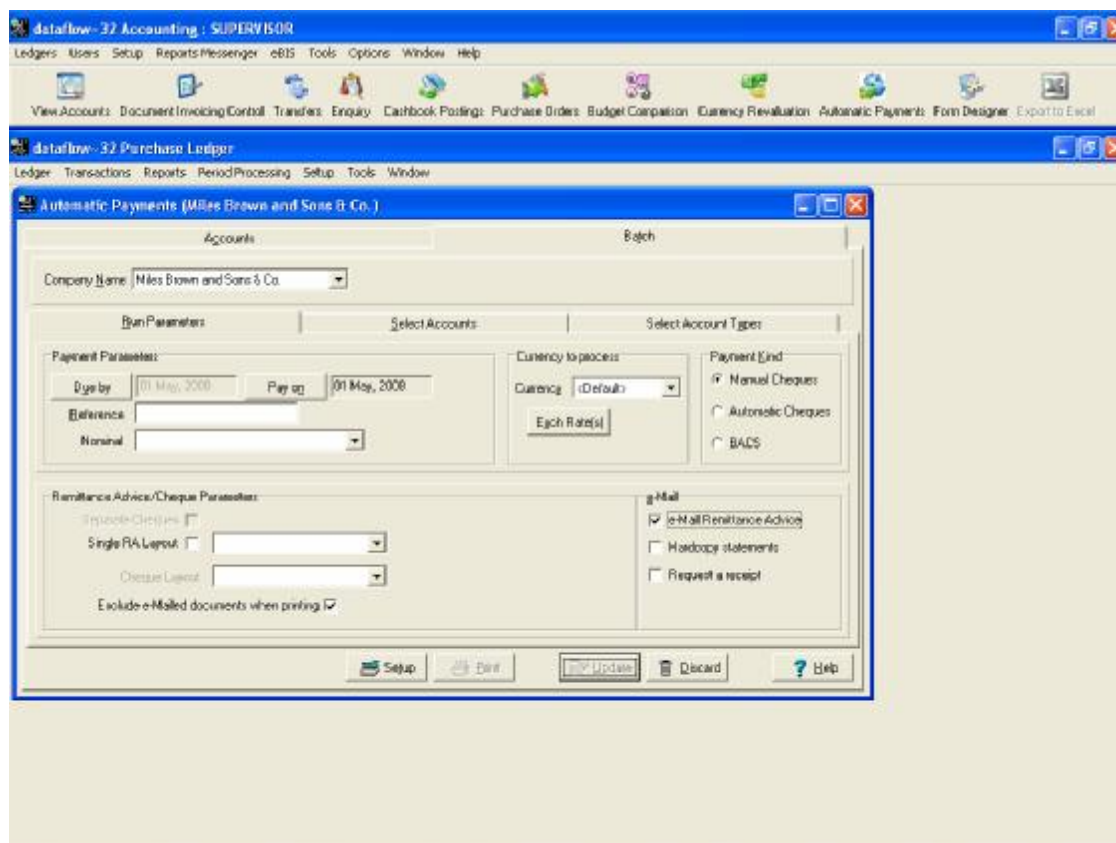 dataflow-32 Accounting : SUPERVISOR
Ledgers Users Setup Reports Messenger eBIS Tools Options Window Help
View Accounts Document Invoicing/Control Transfers Enquiry Cashbook Postings Purchase Orders Budget Comparison Currency Revaluation Automatic Payments Form Designer Export to Excel
dataflow-32 Purchase Ledger
Ledger Transactions Reports Period Processing Setup Tools Window
Automatic Payments (Miles Brown and Sons & Co. )
Accounts Batch
Company Name Miles Brown and Sons & Co.
Run Parameters Select Accounts Select Account Types
Payment Parameters Currency to process Payment Kind
Due by 01 May, 2008 Pay on 01 May, 2008 Currency <Default> Manual Cheques
Reference Exch Rate(s) Automatic Cheques
Nominal BACS
Remittance Advice/Cheque Parameters e-Mail
Separate Cheques e-Mail Remittance Advice
Single RA Layout Hardcopy statements
Cheque Layout Request a receipt
Exclude e-Mailed documents when printing
Setup Print Update Discard ? Help